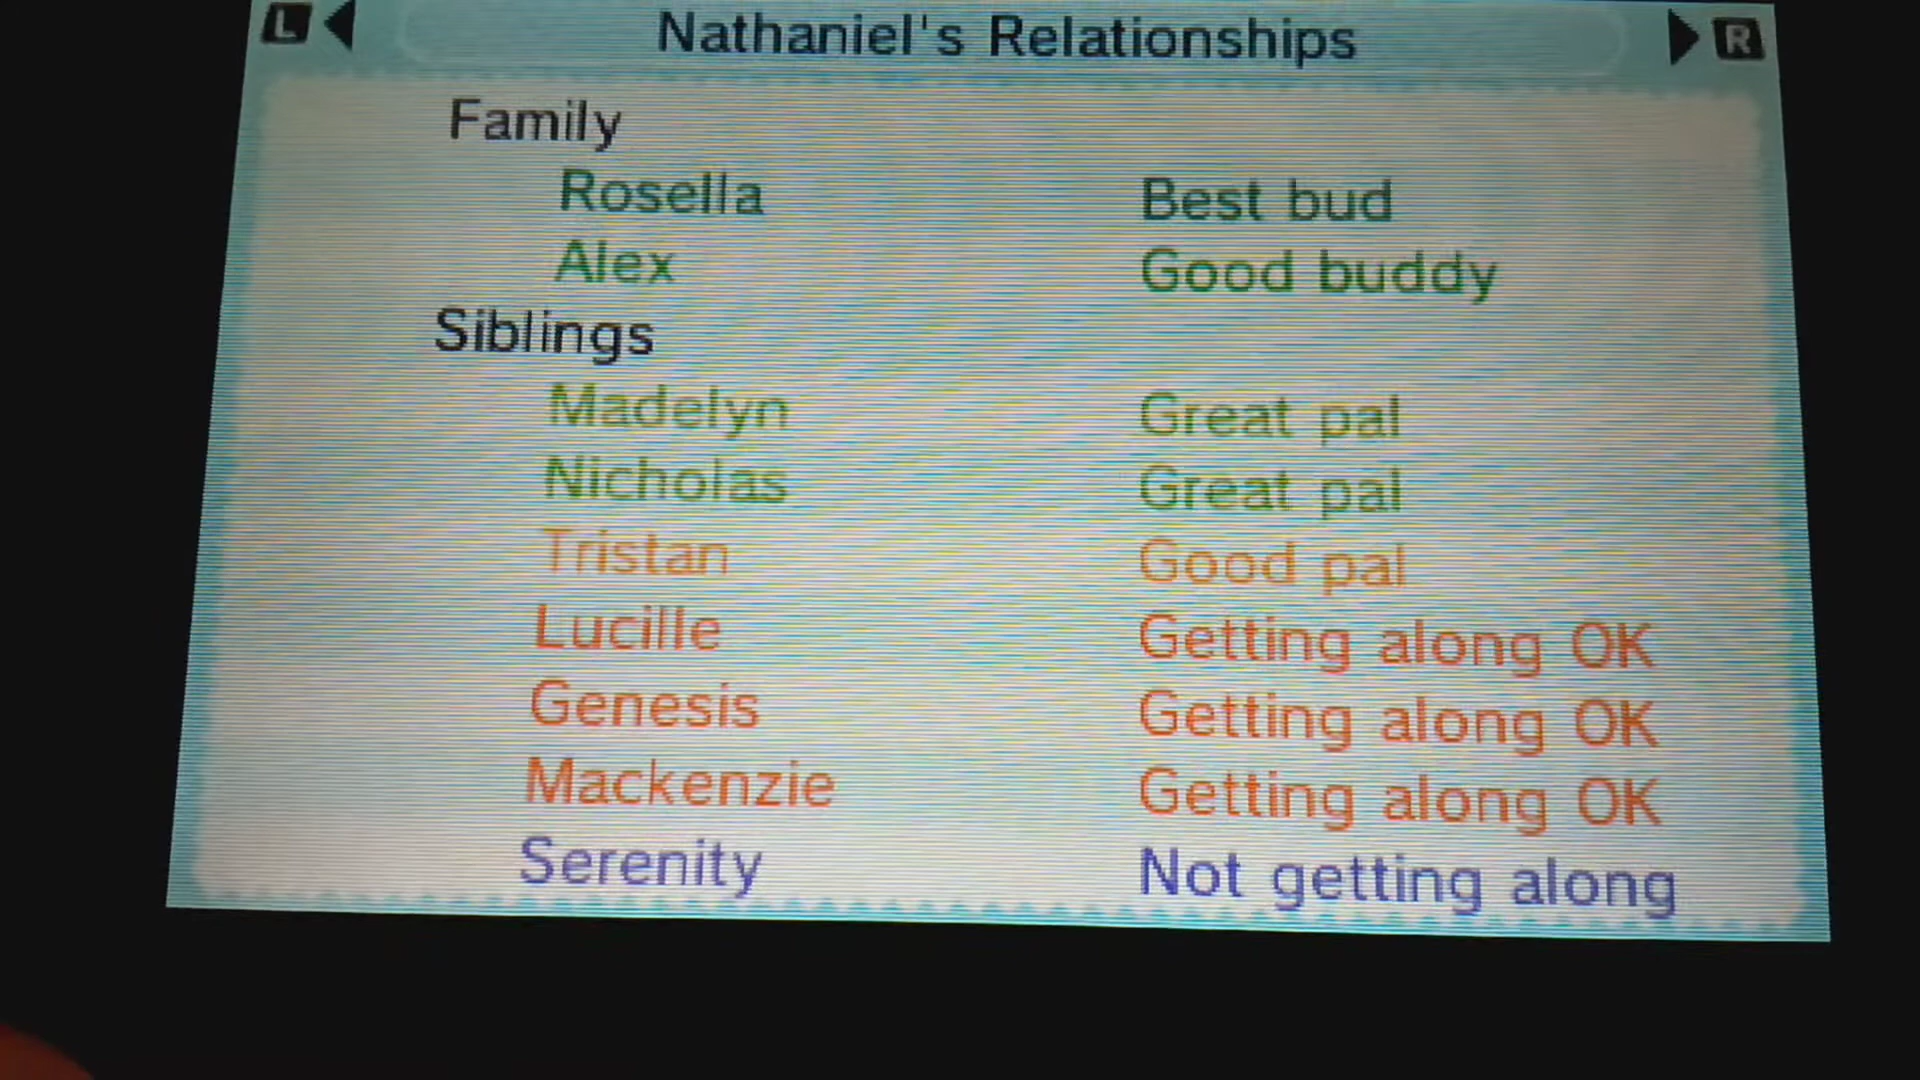 L Nathaniel's Relationships R
Family
Rosella Best bud
Alex Good buddy
Siblings
Madelyn Great pal
Nicholas Great pal
Tristan Good pal
Lucille Getting along OK
Genesis Getting along OK
Mackenzie Getting along OK
Serenity Not getting along